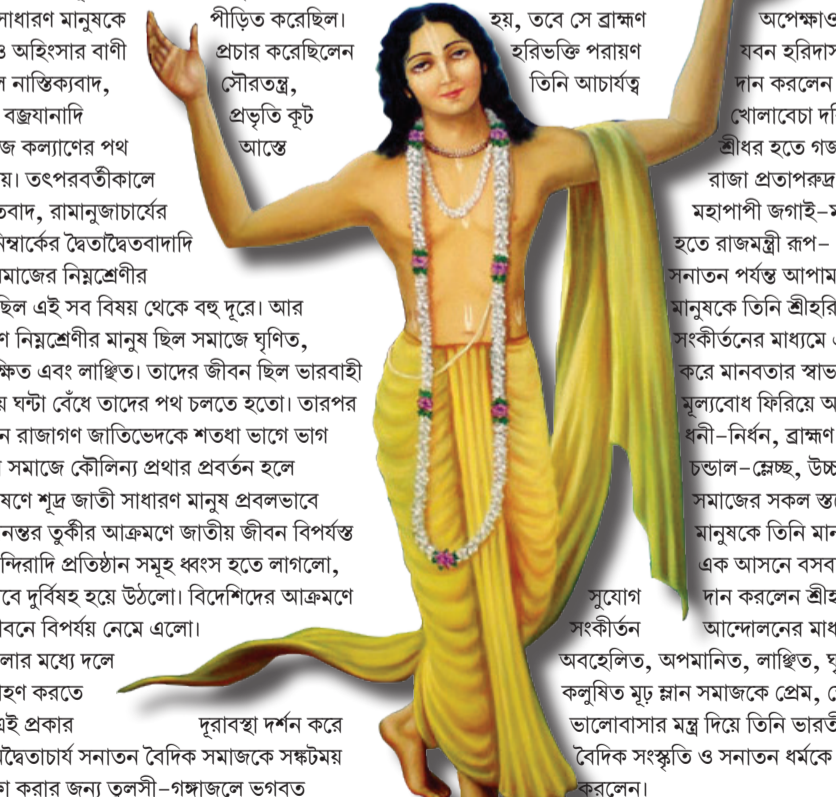 সাধারণ মানুষকে পীড়িত করেছিল।
ও অহিংসার বাণী প্রচার করেছিলেন
নাস্তিক্যবাদ, সৌরতন্ত্র,
বজ্রযানাদি প্রভৃতি কূট
কল্যাণের পথ আস্তে
য়। তৎপরবর্তীকালে
তবাদ, রামানুজাচার্যের
নিম্বার্কের দ্বৈতাদ্বৈতবাদাদি
সমাজের নিম্নশ্রেণীর
ছিল এই সব বিষয় থেকে বহু দূরে। আর
ণ নিম্নশ্রেণীর মানুষ ছিল সমাজে ঘৃণিত,
ক্ষিত এবং লাঞ্ছিত। তাদের জীবন ছিল ভারবাহী
য় ঘন্টা বেঁধে তাদের পথ চলতে হতো। তারপর
ন রাজাগণ জাতিভেদকে শতধা ভাগে ভাগ
সমাজে কৌলিন্য প্রথার প্রবর্তন হলে
ষণে শূদ্র জাতী সাধারণ মানুষ প্রবলভাবে
নন্তর তুর্কীর আক্রমণে জাতীয় জীবন বিপর্যস্ত
ন্দিরাদি প্রতিষ্ঠান সমূহ ধ্বংস হতে লাগলো,
বে দুর্বিষহ হয়ে উঠলো। বিদেশিদের আক্রমণে
বনে বিপর্যয় নেমে এলো।
লার মধ্যে দলে
হণ করতে
এই প্রকার দূরাবস্থা দর্শন করে
দ্বৈতাচার্য সনাতন বৈদিক সমাজকে সঙ্কটময়
করার জন্য তুলসী-গঙ্গাজলে ভগবত
হয়, তবে সে ব্রাহ্মণ অপেক্ষাও
হরিভক্তি পরায়ণ যবন হরিদাস
তিনি আচার্যত্ব দান করলেন
খোলাবেচা
শ্রীধর হতে গজ
রাজা প্রতাপরুদ্র
মহাপাপী জগাই-ম
হতে রাজমন্ত্রী রূপ-
সনাতন পর্যন্ত আপাম
মানুষকে তিনি শ্রীহরি
সংকীর্তনের মাধ্যমে
করে মানবতার স্বাভ
মূল্যবোধ ফিরিয়ে
ধনী-নির্ধন, ব্রাহ্মণ
চন্ডাল-ম্লেচ্ছ, উচ্চ
সমাজের সকল স্ত
মানুষকে তিনি মান
এক আসনে বসব
সুযোগ দান করলেন শ্রীহ
সংকীর্তন আন্দোলনের মাধ
অবহেলিত, অপমানিত, লাঞ্ছিত, ঘৃ
কলুষিত মূঢ় ম্লান সমাজকে প্রেম,
ভালোবাসার মন্ত্র দিয়ে তিনি ভারতী
বৈদিক সংস্কৃতি ও সনাতন ধর্মকে
করলেন।